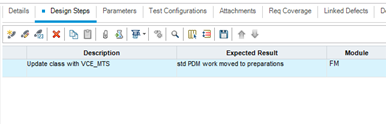 Details Design Steps Parameters Test Configurations Attachments Req Coverage Linked Defects
Description Expected Result Module
Update class with VCE_MTS std PDM work moved to preparations FM